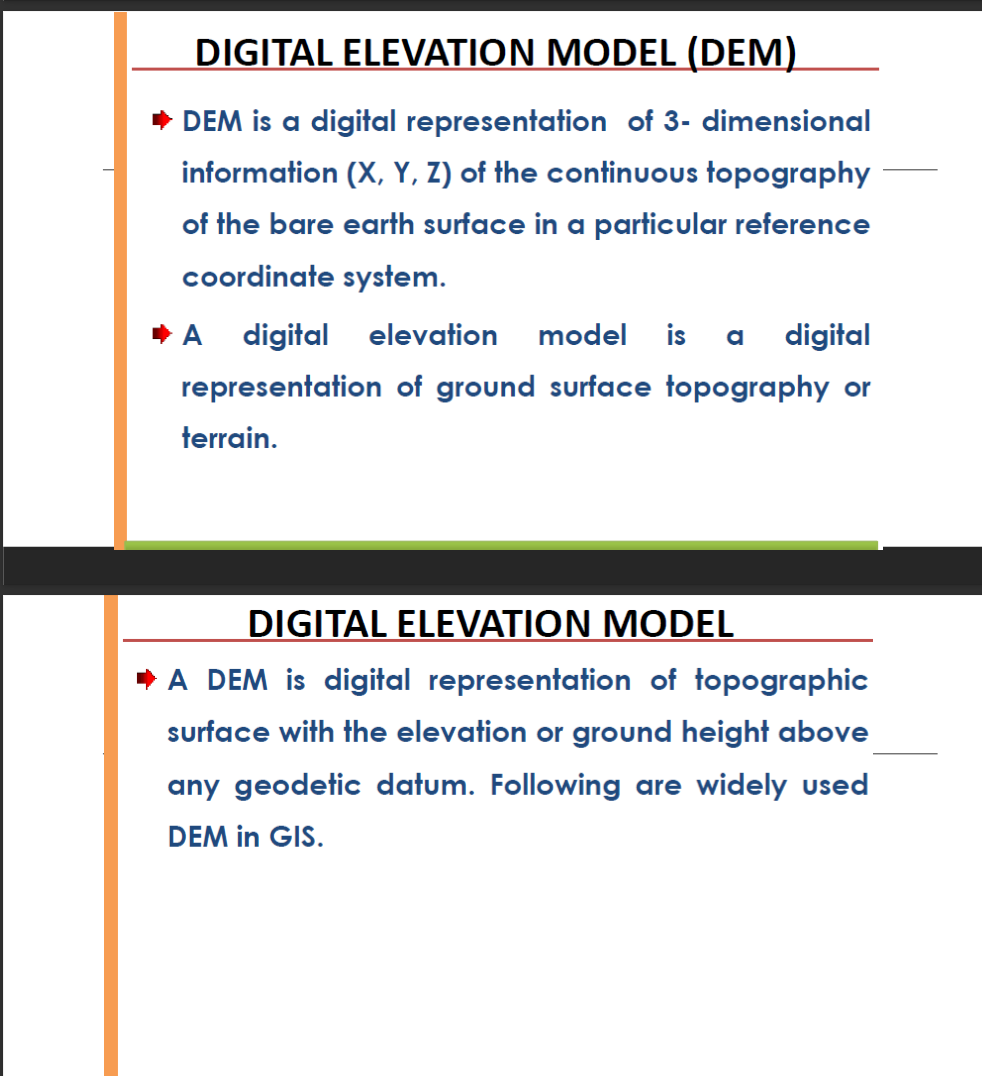 DIGITAL ELEVATION MODEL (DEM)
DEM is a digital representation of 3- dimensional
information (X, Y, Z) of the continuous topography
of the bare earth surface in a particular reference
coordinate system.
A digital elevation model is a digital
representation of ground surface topography or
terrain.
DIGITAL ELEVATION MODEL
A DEM is digital representation of topographic
surface with the elevation or ground height above
any geodetic datum. Following are widely used
DEM in GIS.